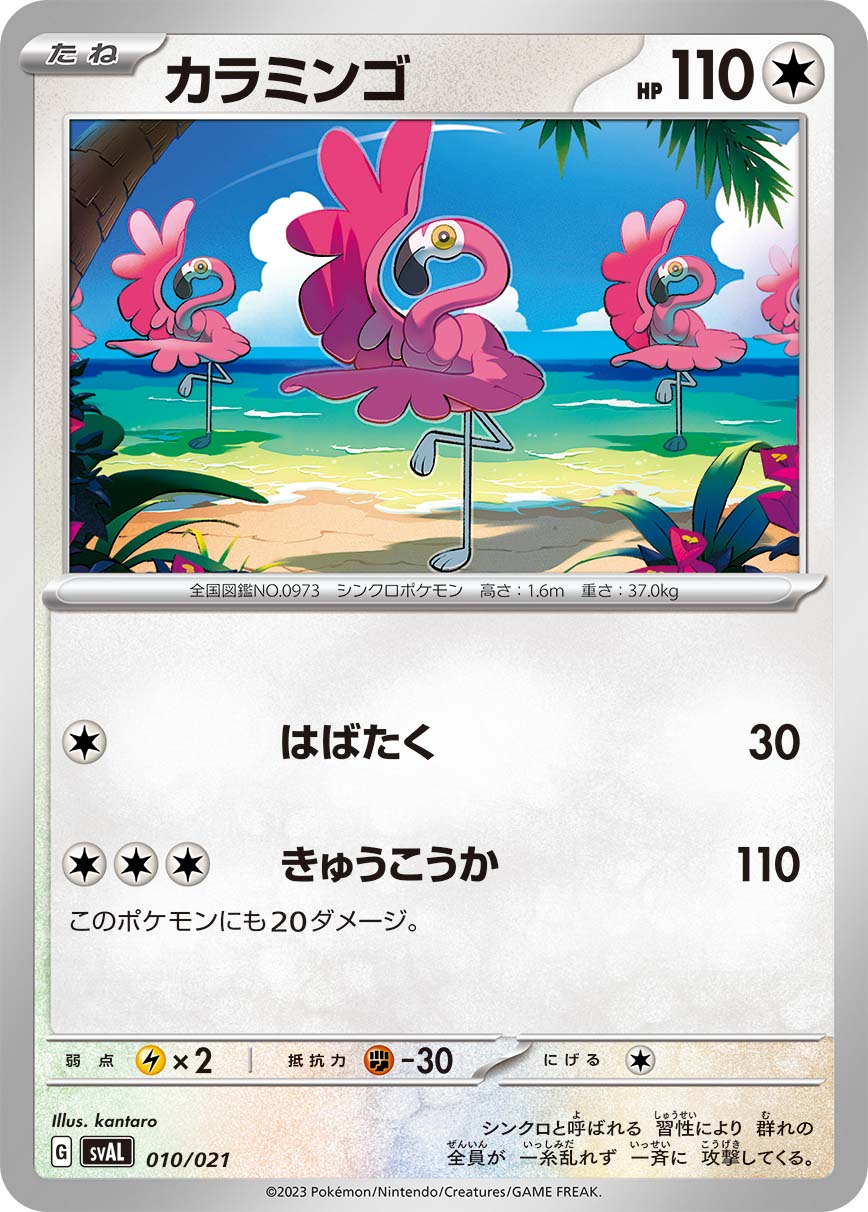 たね
カラミンゴ
HP 110
全国図鑑NO.0973 シンクロポケモン 高さ：1.6m 重さ：37.0kg
はばたく 30
きゅうこうか 110
このポケモンにも20ダメージ。
弱点 ×2 抵抗力 -30 にげる
Illus. kantaro
G svAL 010/021
シンクロと呼ばれる 習性により 群れの
全員が 一糸乱れず 一斉に 攻撃してくる。
©2023 Pokémon/Nintendo/Creatures/GAME FREAK.